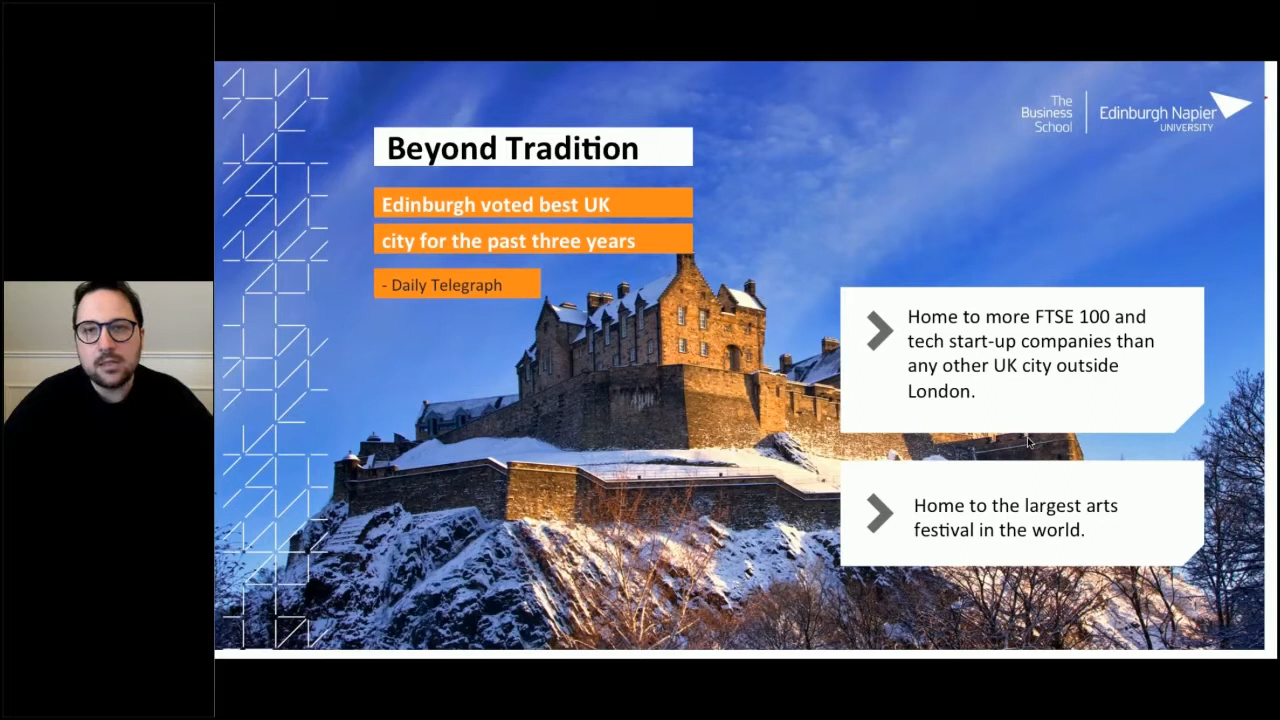 The
Business
School
Edinburgh Napier
UNIVERSITY
Beyond Tradition
Edinburgh voted best UK
city for the past three years
- Daily Telegraph
Home to more FTSE 100 and
tech start-up companies than
any other UK city outside
London.
Home to the largest arts
festival in the world.